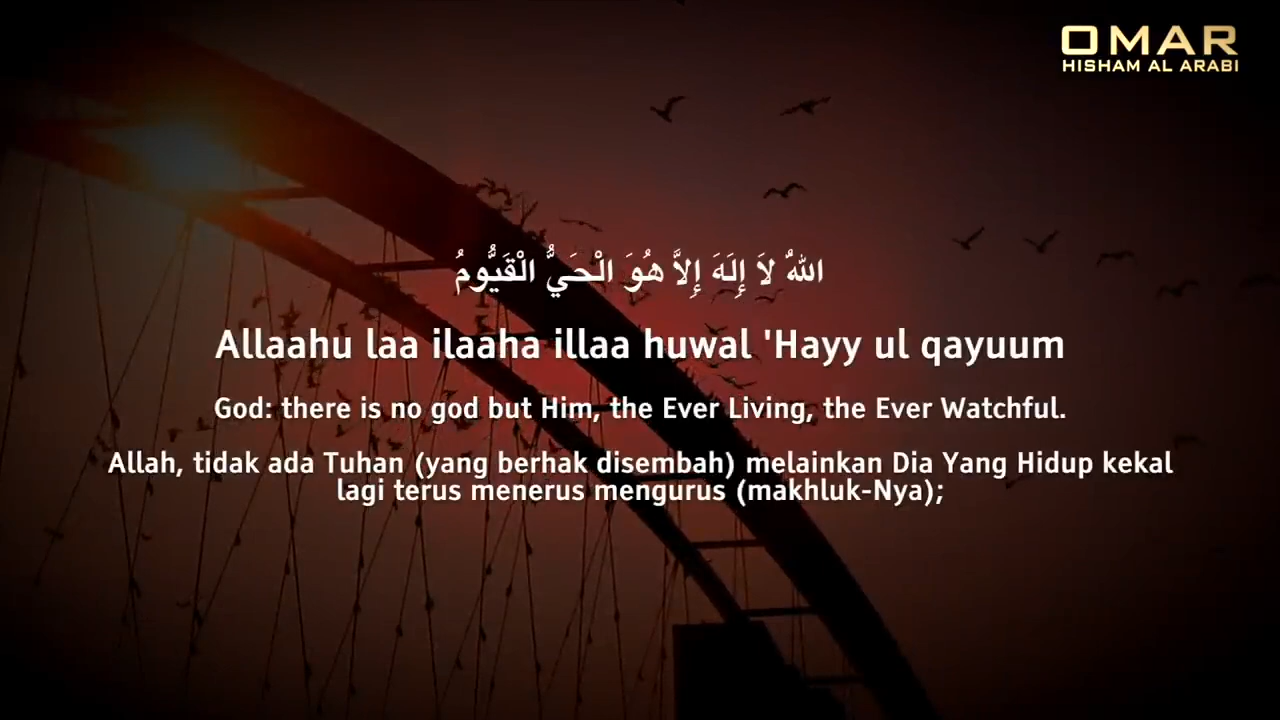 OMAR
HISHAM AL ARABI
اللهُ لاَ إِلَهَ إِلاَّ هُوَ الْحَيُّ الْقَيُّومُ
Allaahu laa ilaaha illaa huwal 'Hayy ul qayuum
God: there is no god but Him, the Ever Living, the Ever Watchful.
Allah, tidak ada Tuhan (yang berhak disembah) melainkan Dia Yang Hidup kekal
lagi terus menerus mengurus (makhluk-Nya);